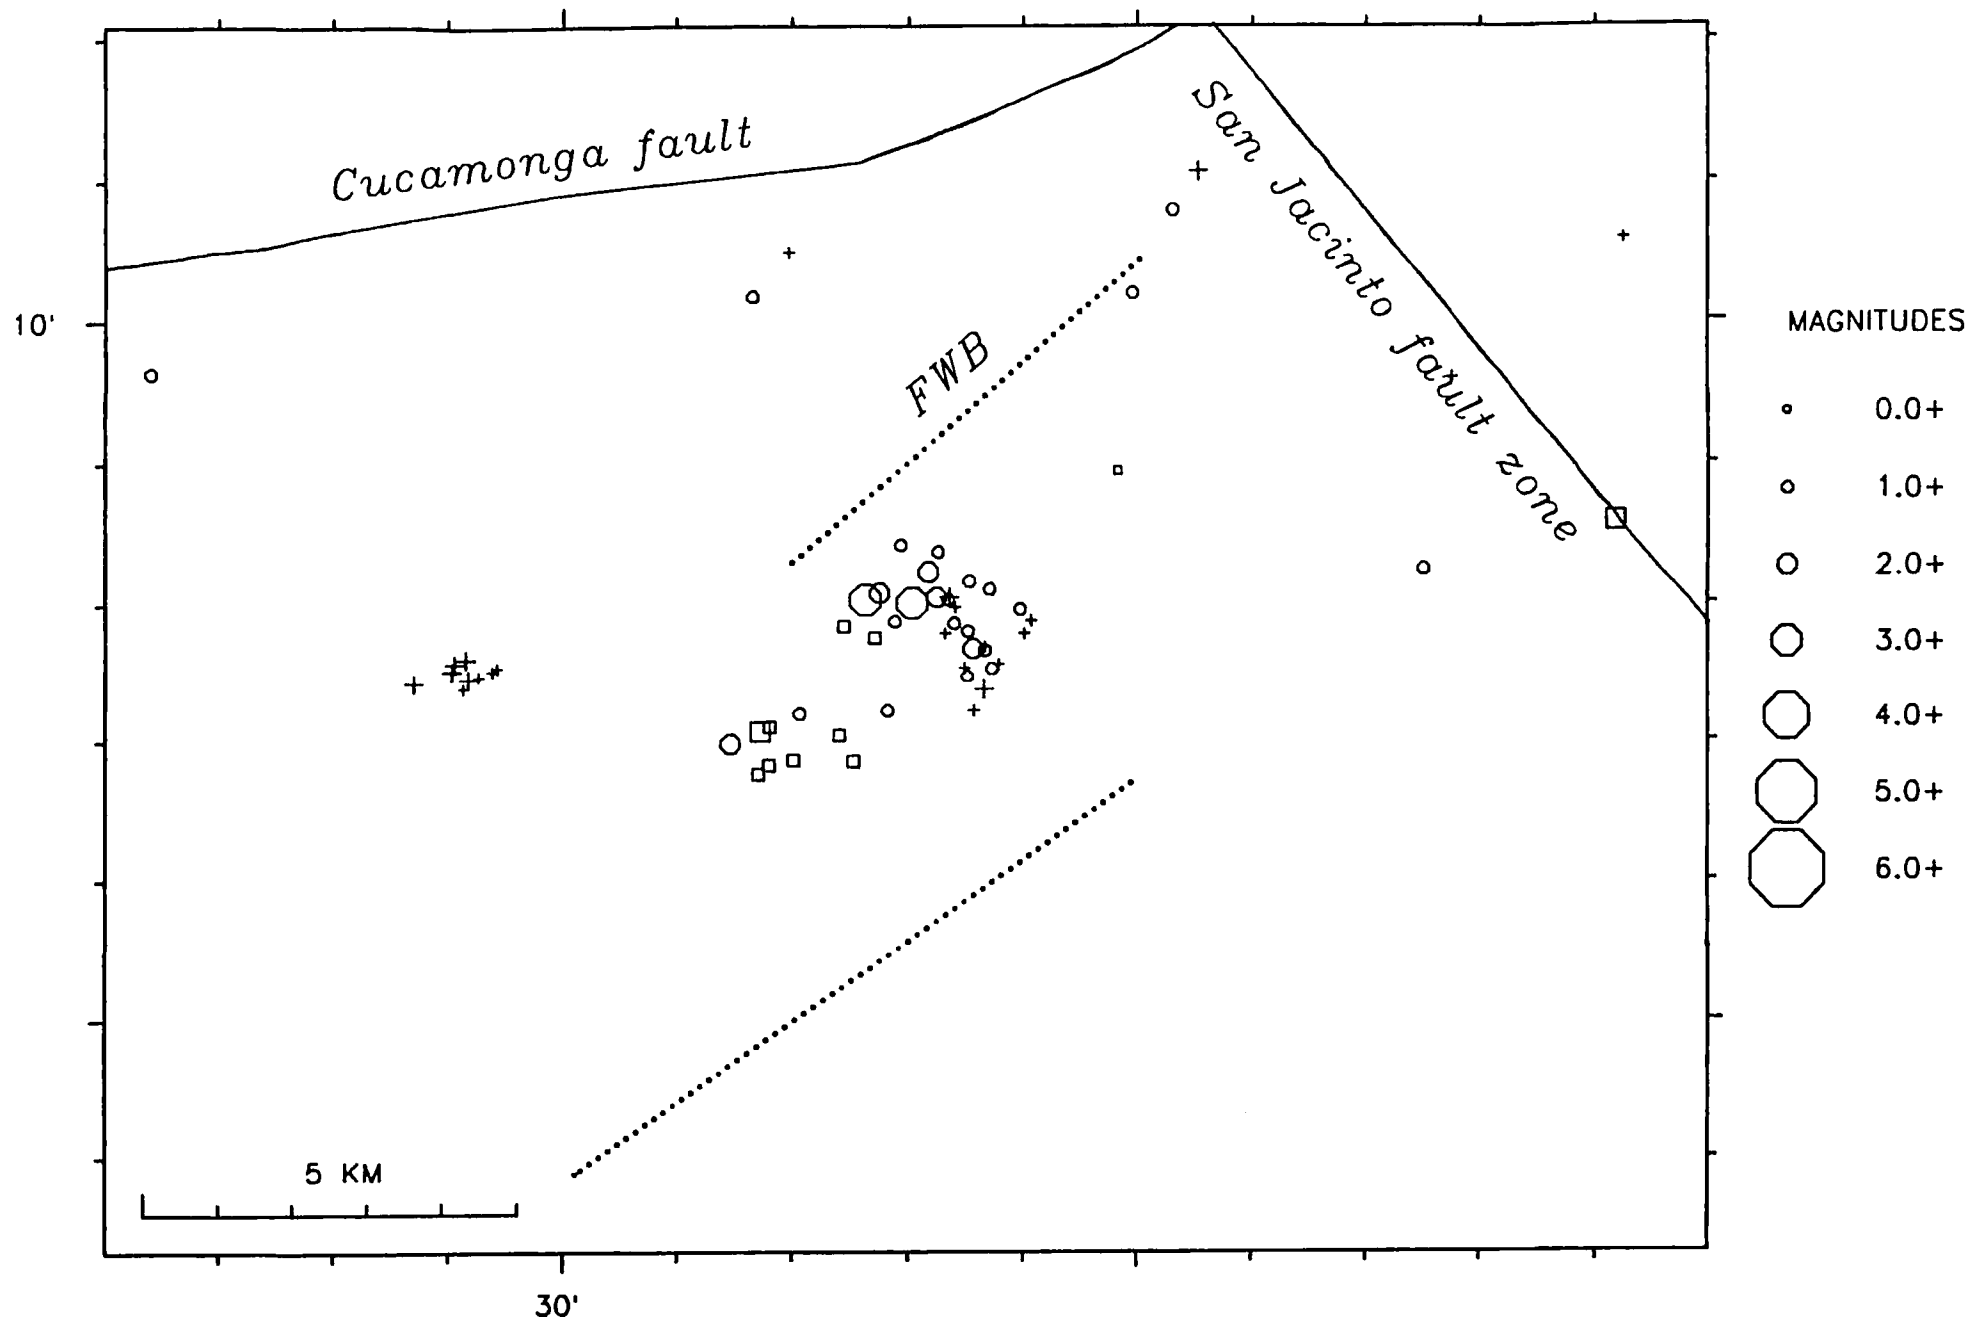 Cucamonga fault
San Jacinto fault zone
FWB
10'
5 KM
30'
MAGNITUDES
0.0+
1.0+
2.0+
3.0+
4.0+
5.0+
6.0+